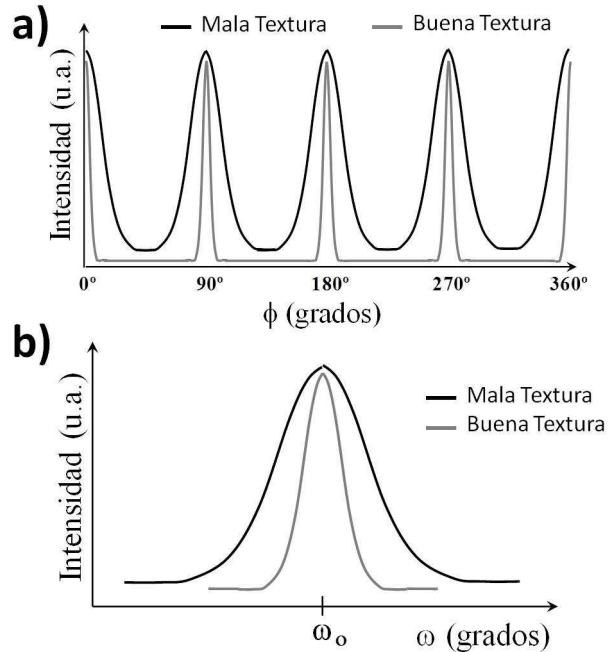 a)
Mala Textura
Buena Textura
Intensidad (u.a.)
0º 90º 180º 270º 360º
ϕ (grados)
b)
Mala Textura
Buena Textura
Intensidad (u.a.)
ωo
ω (grados)